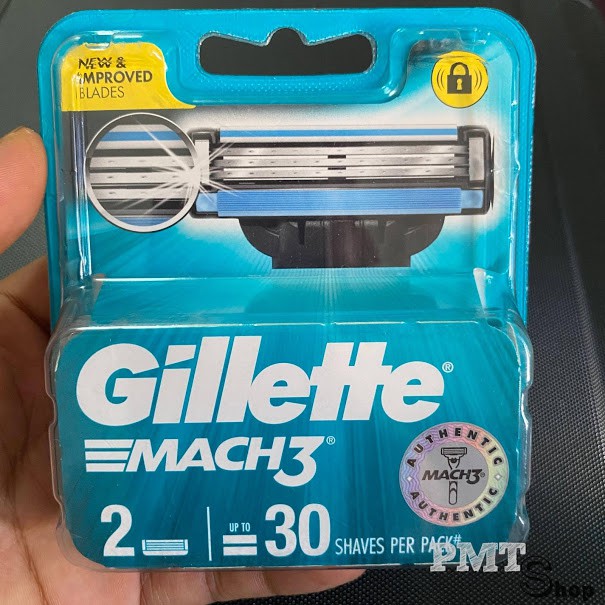 NEW &
IMPROVED
BLADES
Gillette®
MACH3®
AUTHENTIC
MACH3
AUTHENTIC
2 UP TO = 30 SHAVES PER PACK#
PMT
Shop